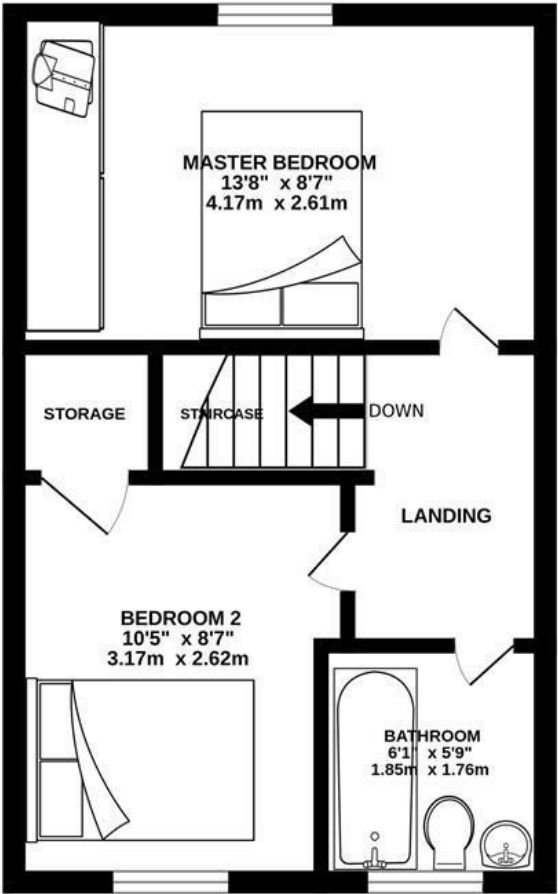 MASTER BEDROOM
13'8" x 8'7"
4.17m x 2.61m
STORAGE
STAIRCASE
DOWN
LANDING
BEDROOM 2
10'5" x 8'7"
3.17m x 2.62m
BATHROOM
6'1" x 5'9"
1.85m x 1.76m